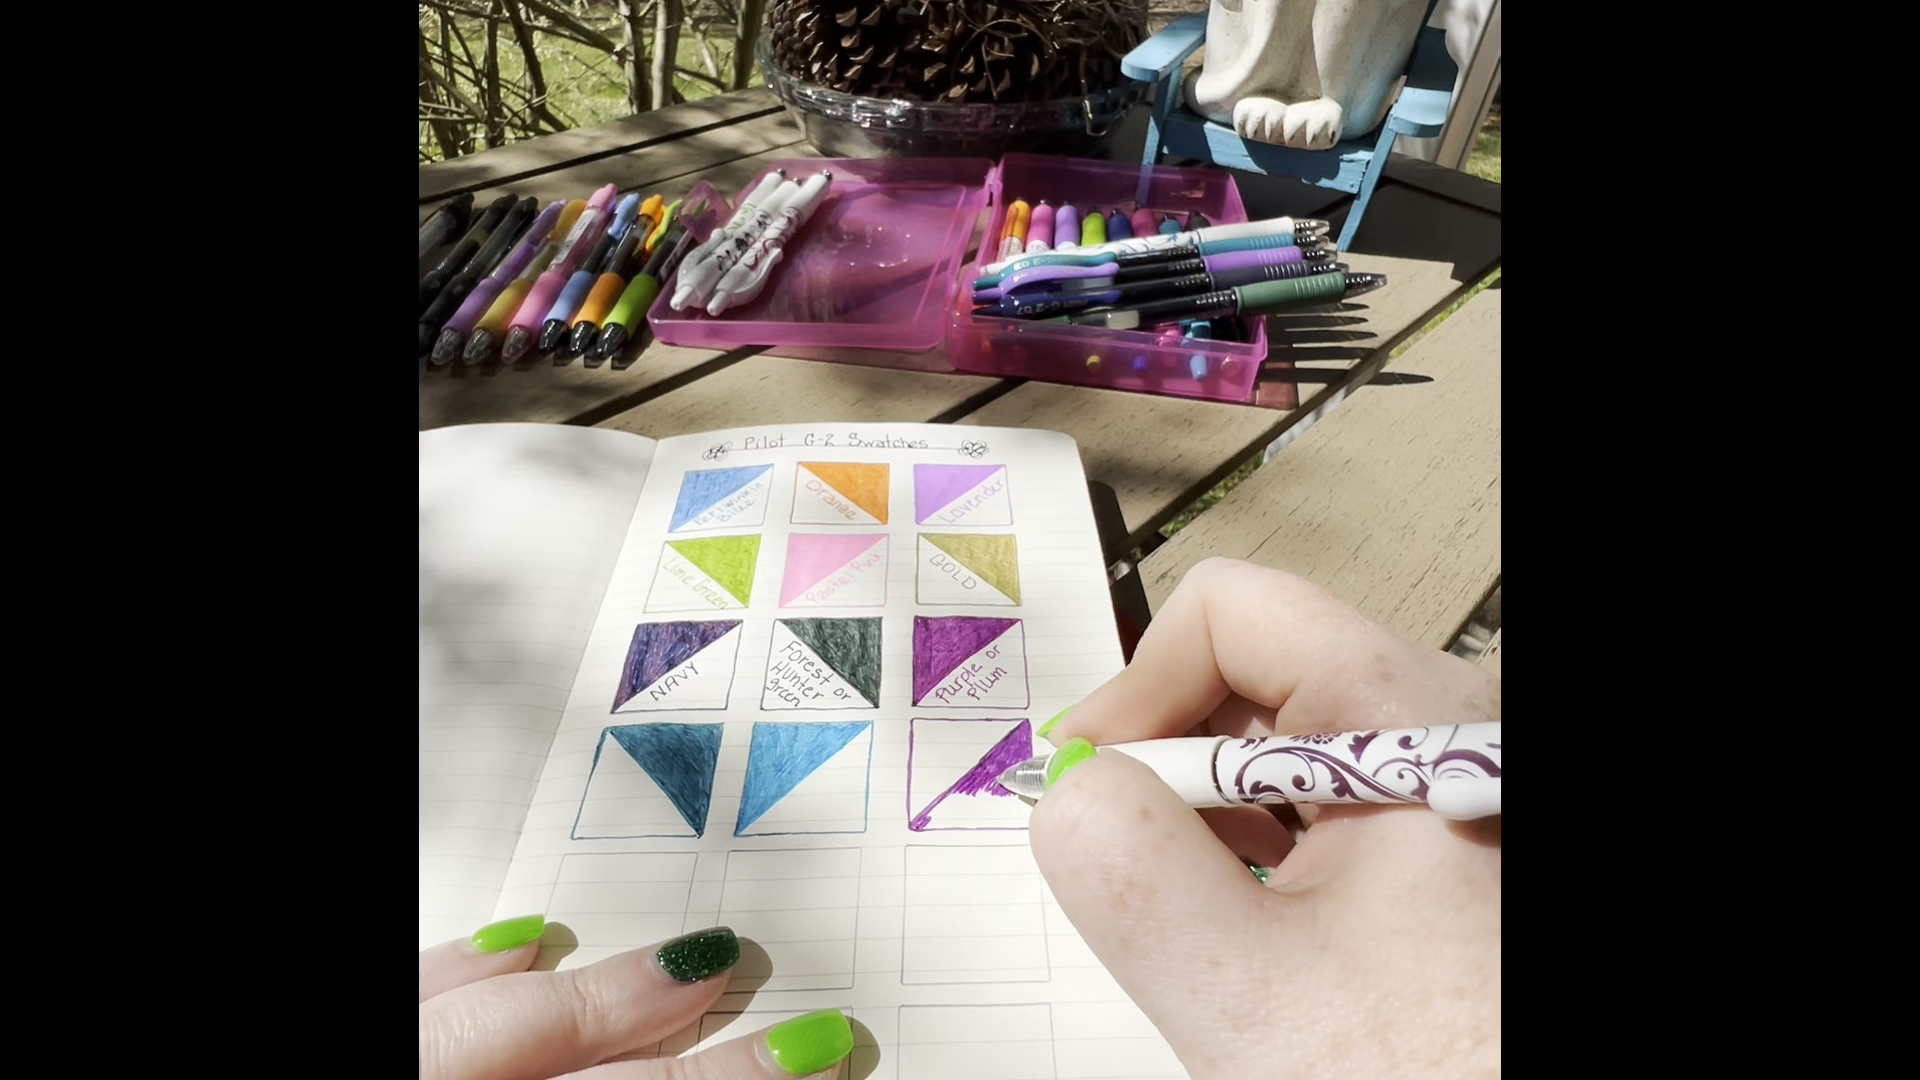 Pilot G-2 Swatches
Periwinkle
Blue
Orange
Lavender
Lime Green
Pastel Pink
GOLD
NAVY
Forest or
Hunter
green
Purple or
Plum